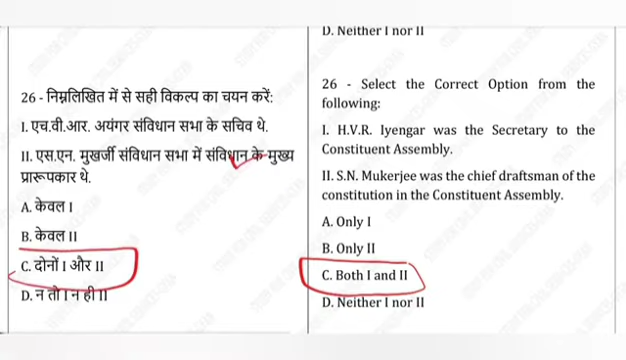 26 - निम्नलिखित में से सही विकल्प का चयन करें:
I. एच.वी.आर. अयंगर संविधान सभा के सचिव थे.
II. एस.एन. मुखर्जी संविधान सभा में संविधान के मुख्य
प्रारूपकार थे.
A. केवल I
B. केवल II
C. दोनों I और II
D. न तो I न ही II
D. Neither I nor II
26 - Select the Correct Option from the
following:
I. H.V.R. Iyengar was the Secretary to the
Constituent Assembly.
II. S.N. Mukerjee was the chief draftsman of the
constitution in the Constituent Assembly.
A. Only I
B. Only II
C. Both I and II
D. Neither I nor II